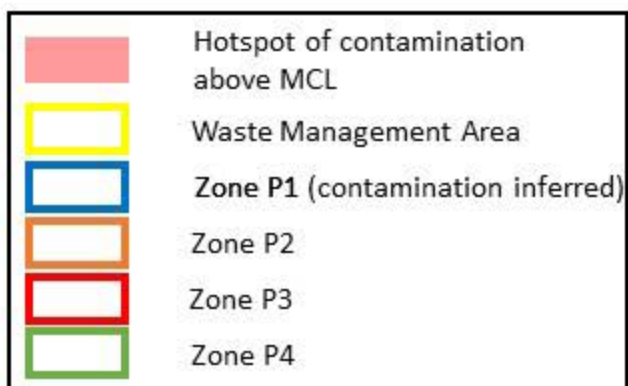 Hotspot of contamination
above MCL
Waste Management Area
Zone P1 (contamination inferred)
Zone P2
Zone P3
Zone P4